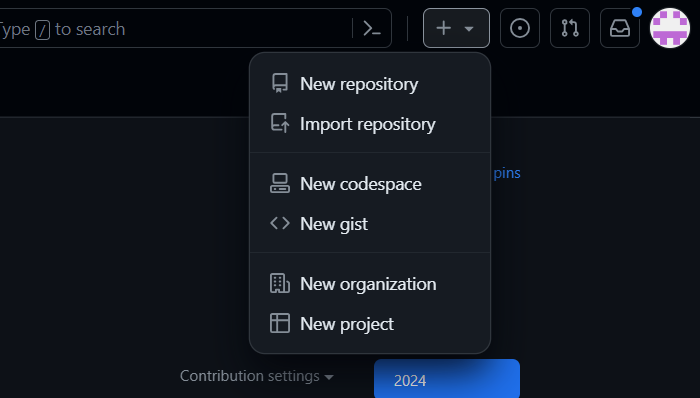 Type / to search
New repository
Import repository
New codespace
pins
New gist
New organization
New project
Contribution settings
2024